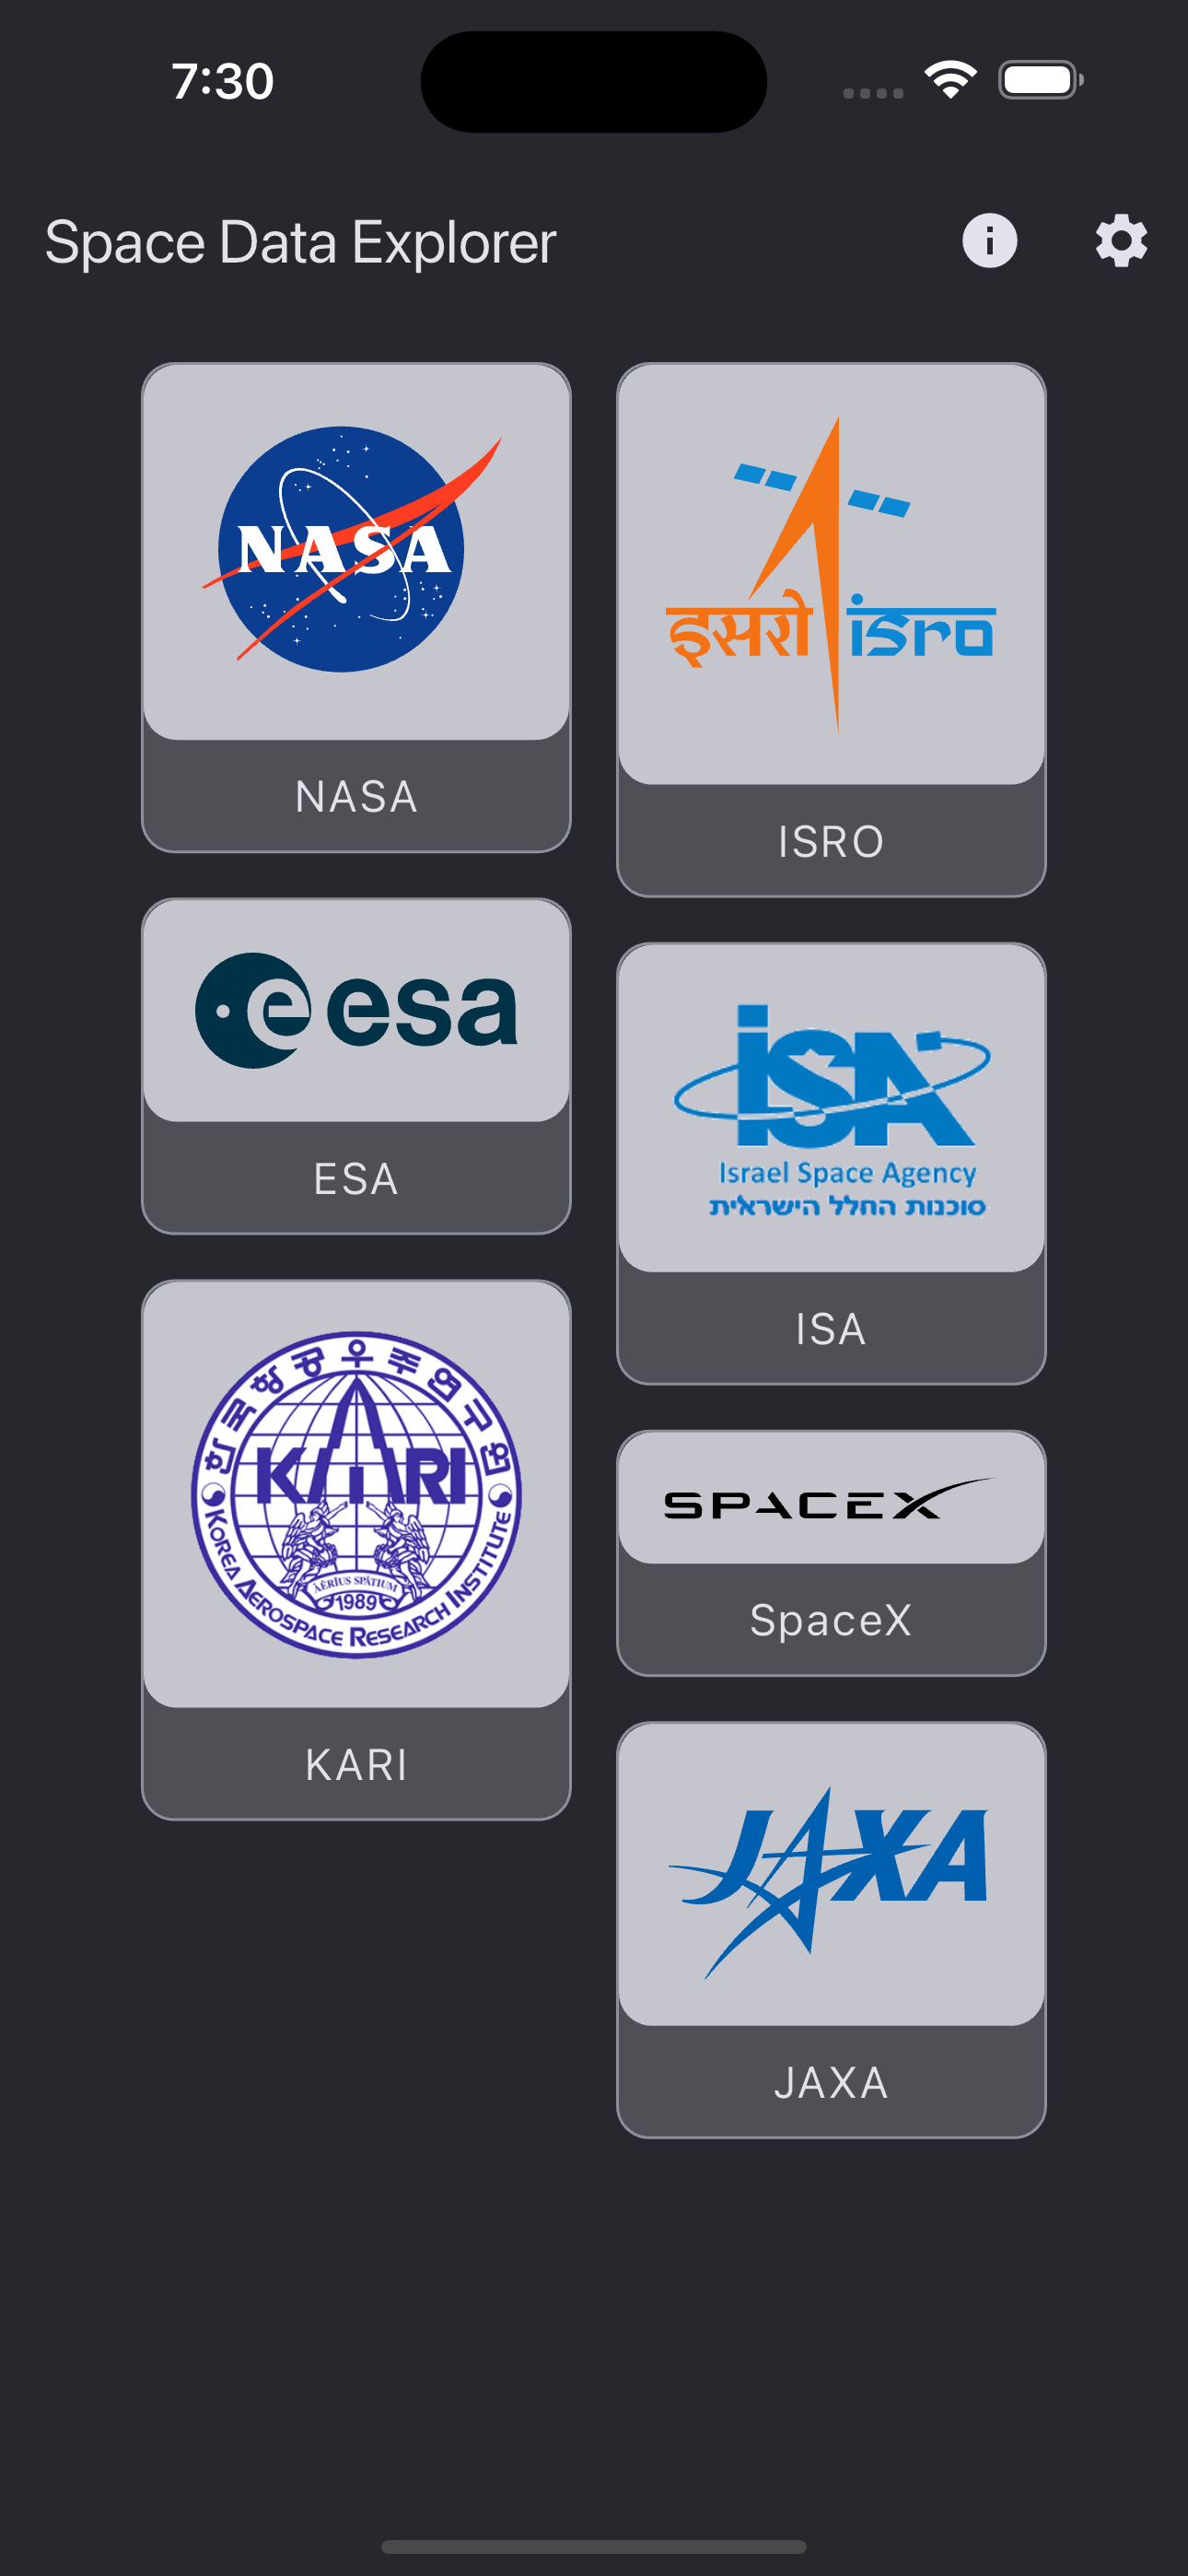 7:30
Space Data Explorer
NASA
NASA
इसरो isro
ISRO
esa
ESA
iSA
Israel Space Agency
סוכנות החלל הישראלית
ISA
한국항공우주연구원
KARI
AĒRIUS SPĀTIUM
1989
KOREA AEROSPACE RESEARCH INSTITUTE
KARI
SPACEX
SpaceX
JAXA
JAXA